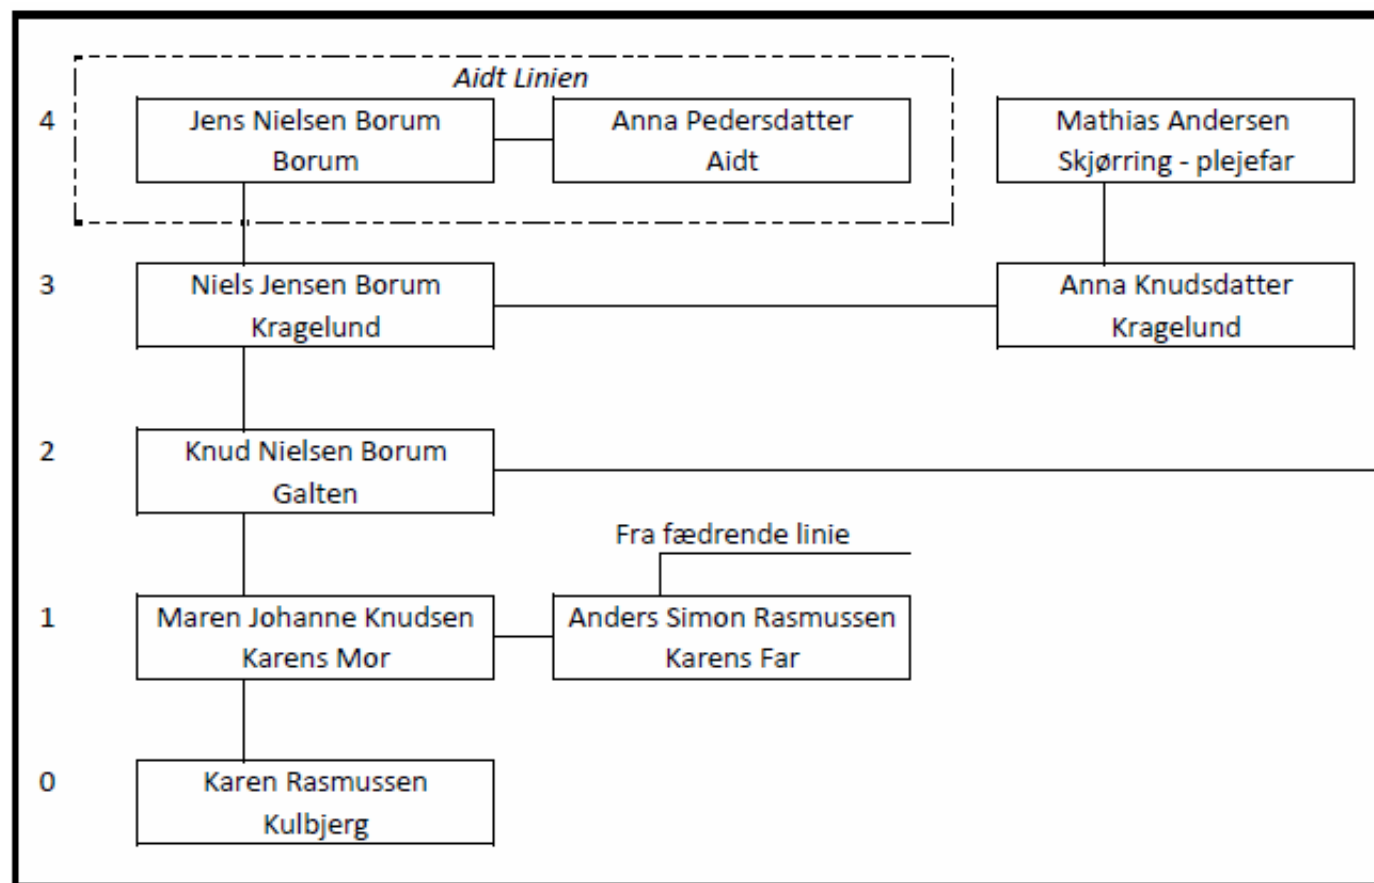 Aidt Linien
4
Jens Nielsen Borum
Borum
Anna Pedersdatter
Aidt
Mathias Andersen
Skjørring - plejefar
3
Niels Jensen Borum
Kragelund
Anna Knudsdatter
Kragelund
2
Knud Nielsen Borum
Galten
Fra fædrende linie
1
Maren Johanne Knudsen
Karens Mor
Anders Simon Rasmussen
Karens Far
0
Karen Rasmussen
Kulbjerg